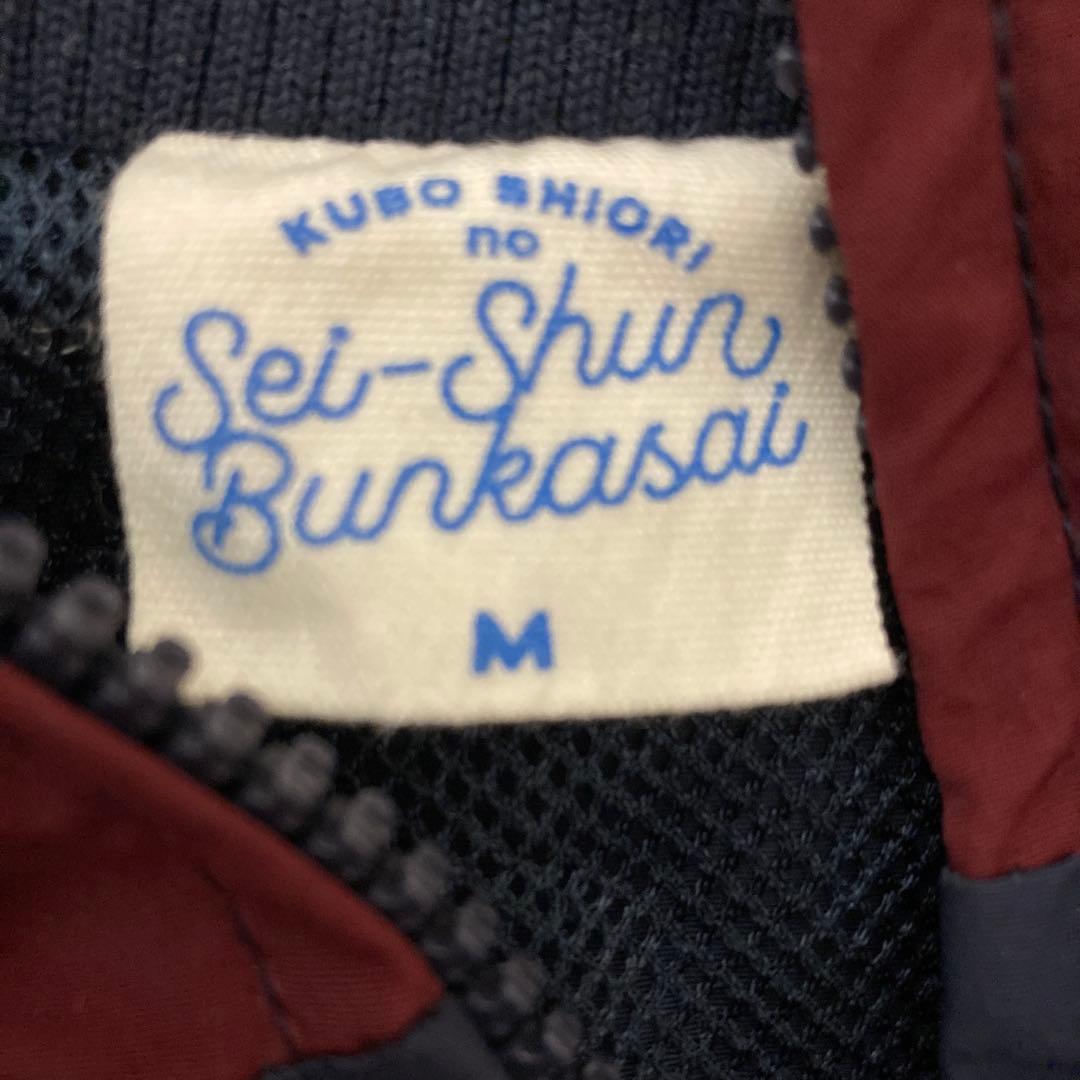 KUBO SHIORI
no
Sei-Shun
Bunkasai
M